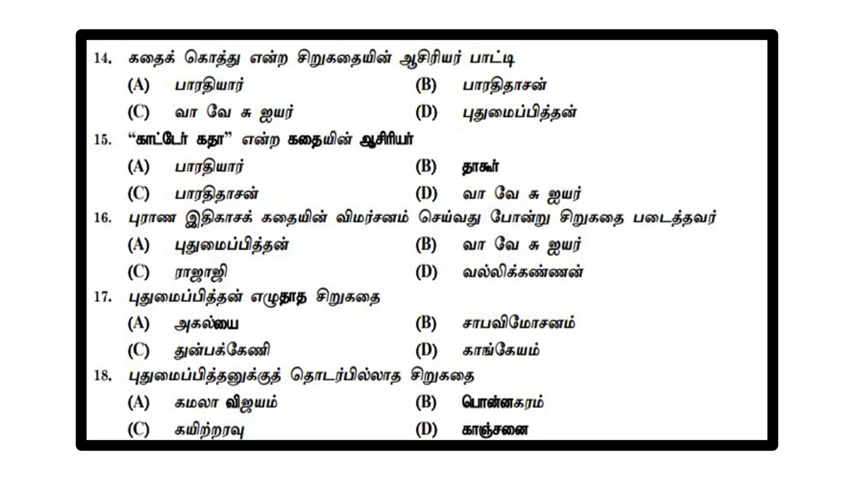 14. கதைக் கொத்து என்ற சிறுகதையின் ஆசிரியர் பாட்டி
(A) பாரதியார் (B) பாரதிதாசன்
(C) வா வே சு ஐயர் (D) புதுமைப்பித்தன்
15. “காட்டேர் கதா” என்ற கதையின் ஆசிரியர்
(A) பாரதியார் (B) தாகூர்
(C) பாரதிதாசன் (D) வா வே சு ஐயர்
16. புராண இதிகாசக் கதையின் விமர்சனம் செய்வது போன்று சிறுகதை படைத்தவர்
(A) புதுமைப்பித்தன் (B) வா வே சு ஐயர்
(C) ராஜாஜி (D) வல்லிக்கண்ணன்
17. புதுமைப்பித்தன் எழுதாத சிறுகதை
(A) அகல்யை (B) சாபவிமோசனம்
(C) துன்பக்கேணி (D) காங்கேயம்
18. புதுமைப்பித்தனுக்குத் தொடர்பில்லாத சிறுகதை
(A) கமலா விஜயம் (B) பொன்னகரம்
(C) கயிற்றரவு (D) காஞ்சனை